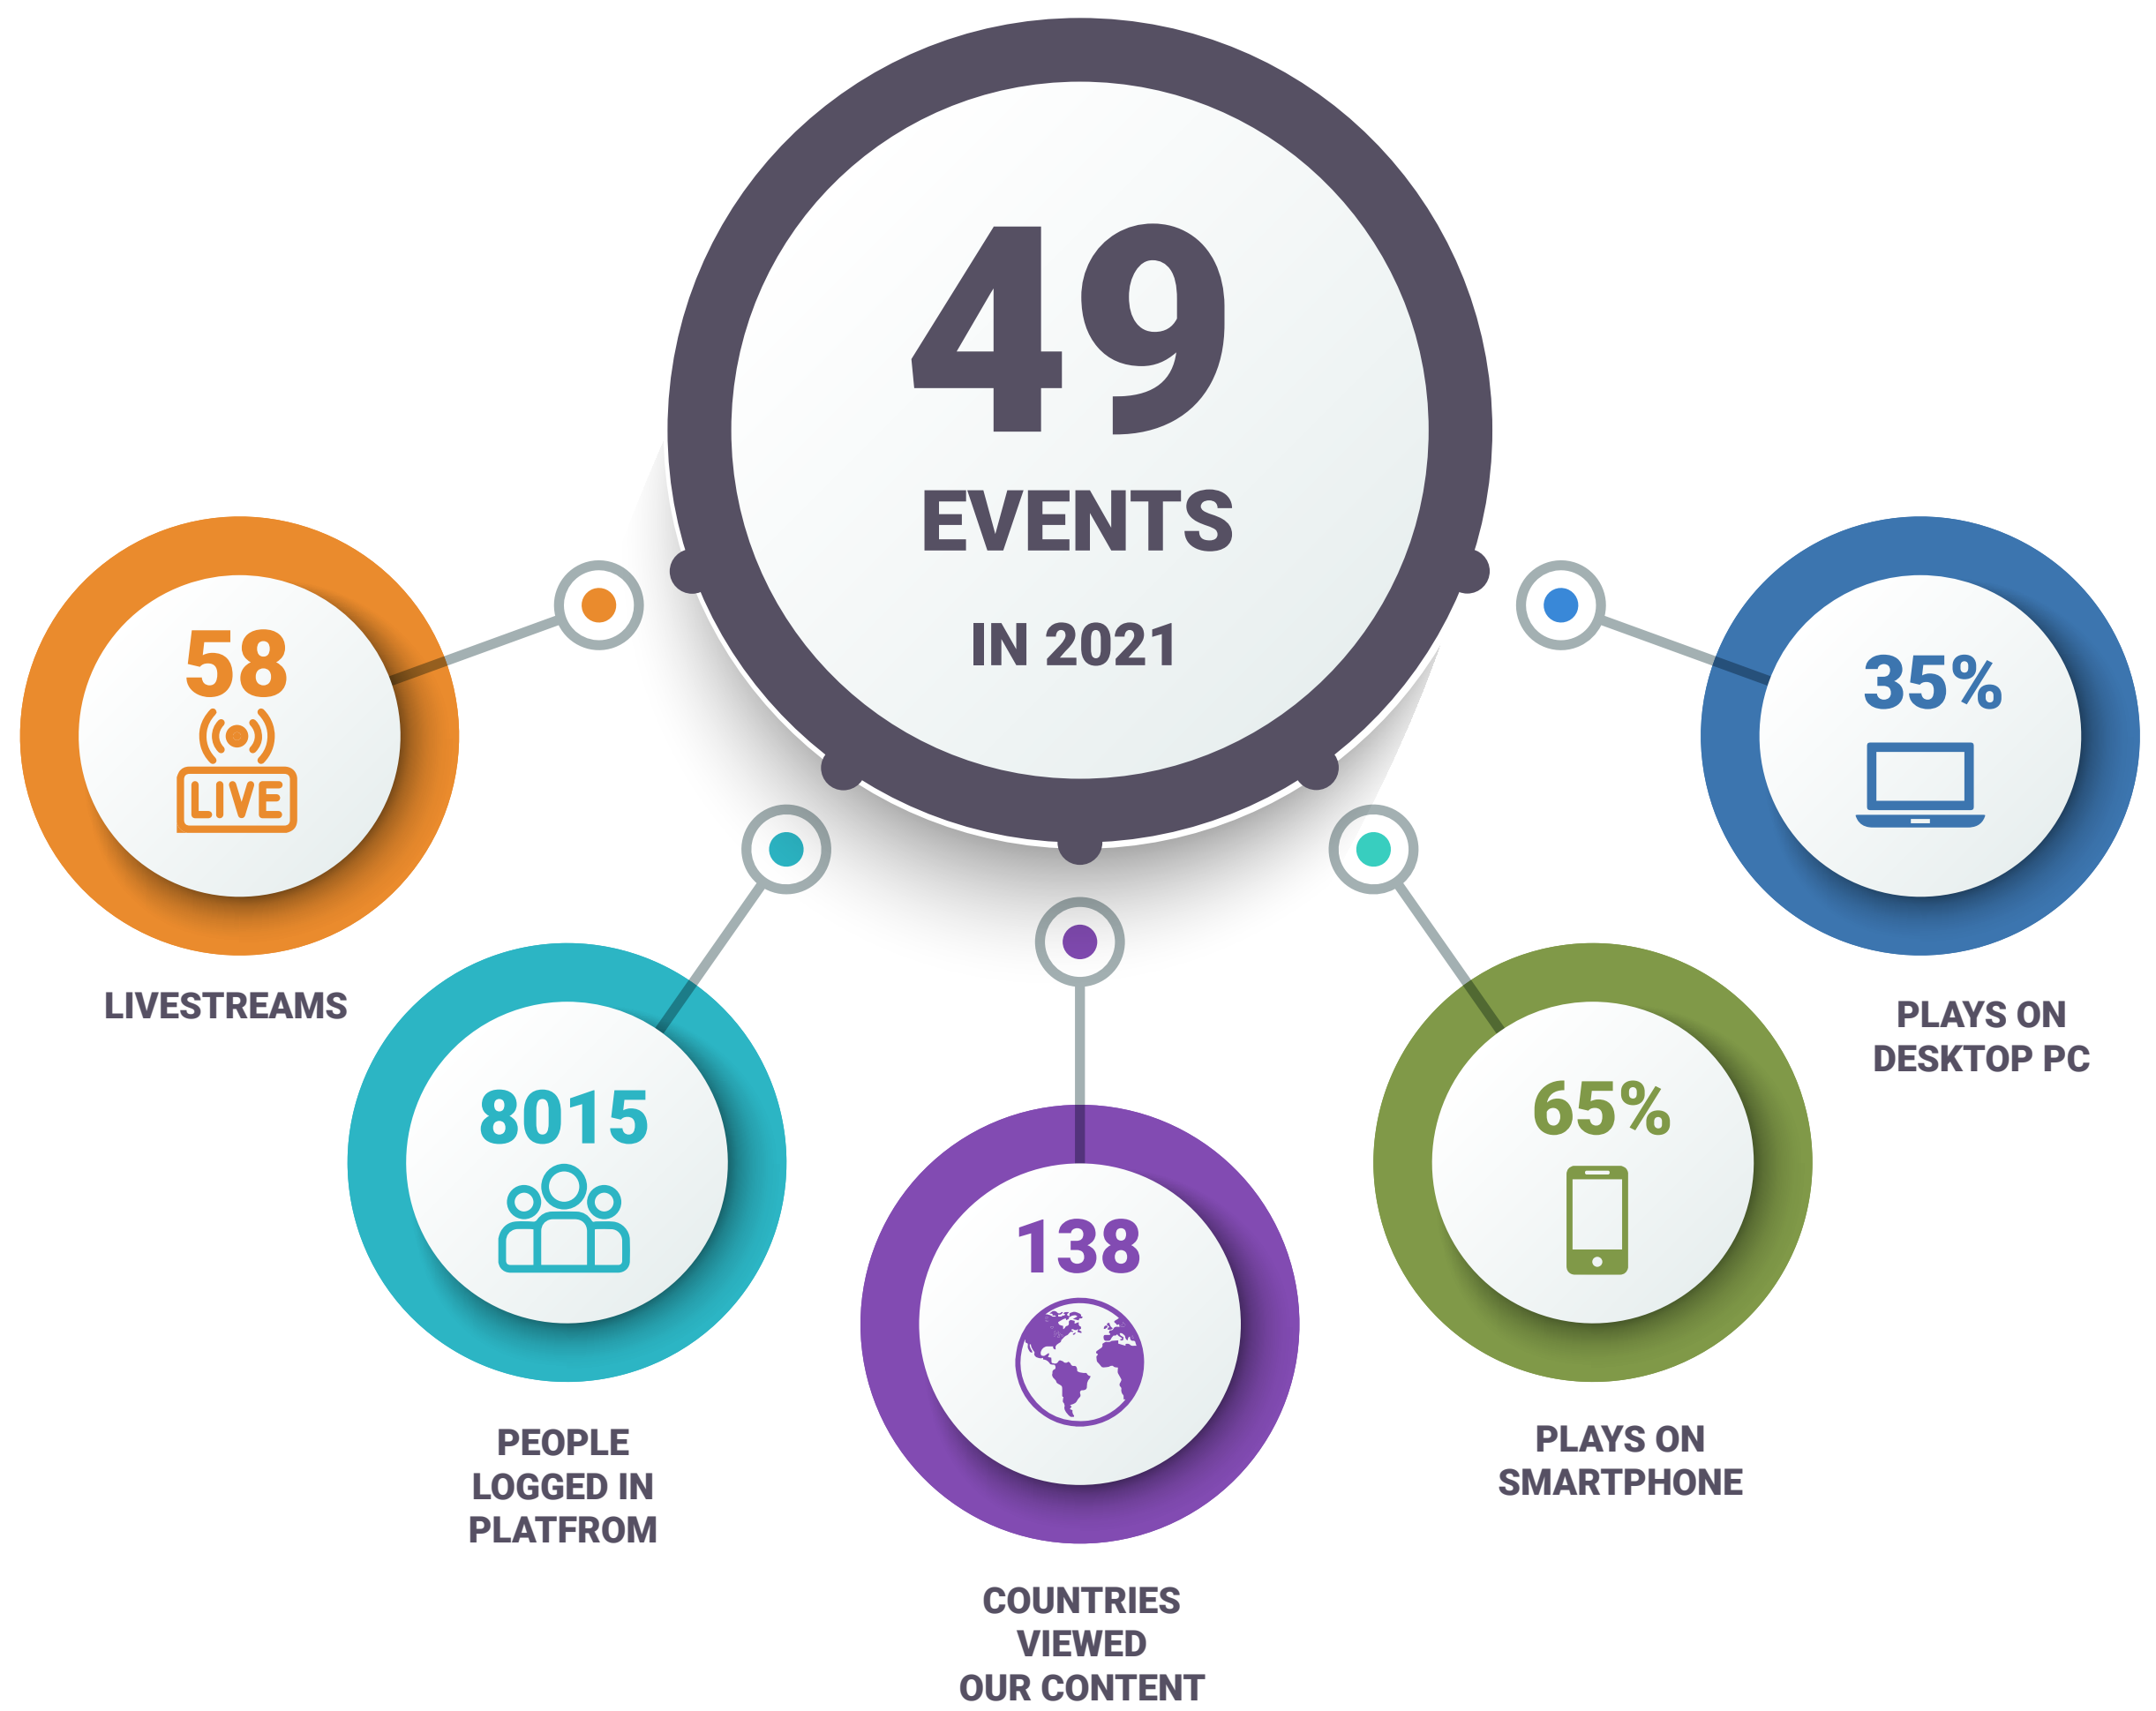 49
EVENTS
IN 2021
58
LIVE
LIVESTREAMS
8015
PEOPLE
LOGGED IN
PLATFROM
138
COUNTRIES
VIEWED
OUR CONTENT
65%
PLAYS ON
SMARTPHONE
35%
PLAYS ON
DESKTOP PC